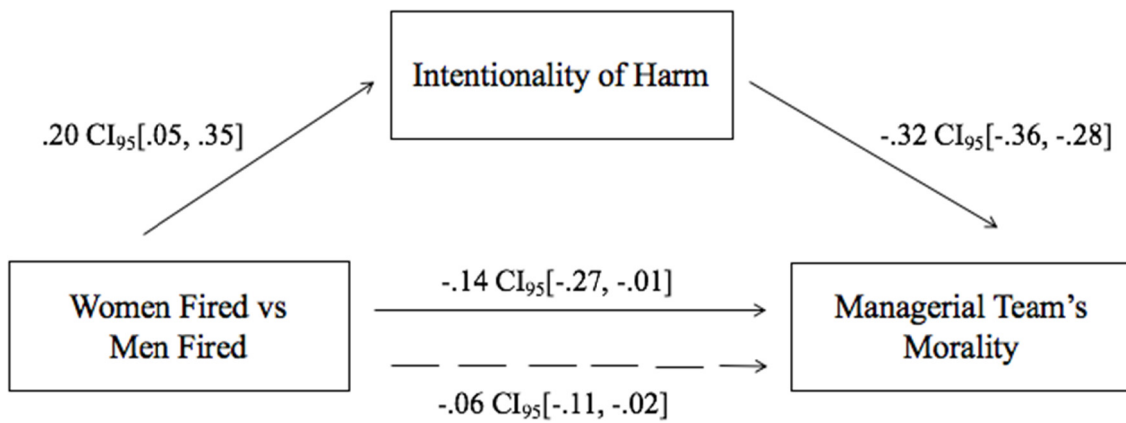 Intentionality of Harm
.20 CI₉₅[.05, .35]
-.32 CI₉₅[-.36, -.28]
Women Fired vs
Men Fired
-.14 CI₉₅[-.27, -.01]
-.06 CI₉₅[-.11, -.02]
Managerial Team’s
Morality